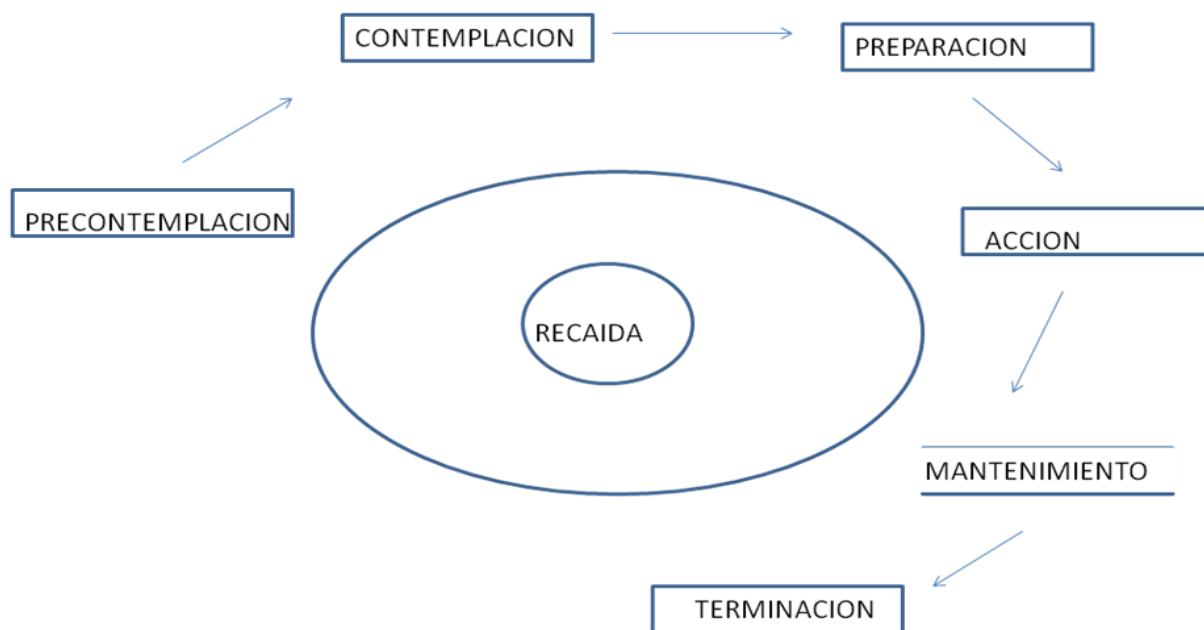 CONTEMPLACION
PREPARACION
PRECONTEMPLACION
ACCION
RECAIDA
MANTENIMIENTO
TERMINACION